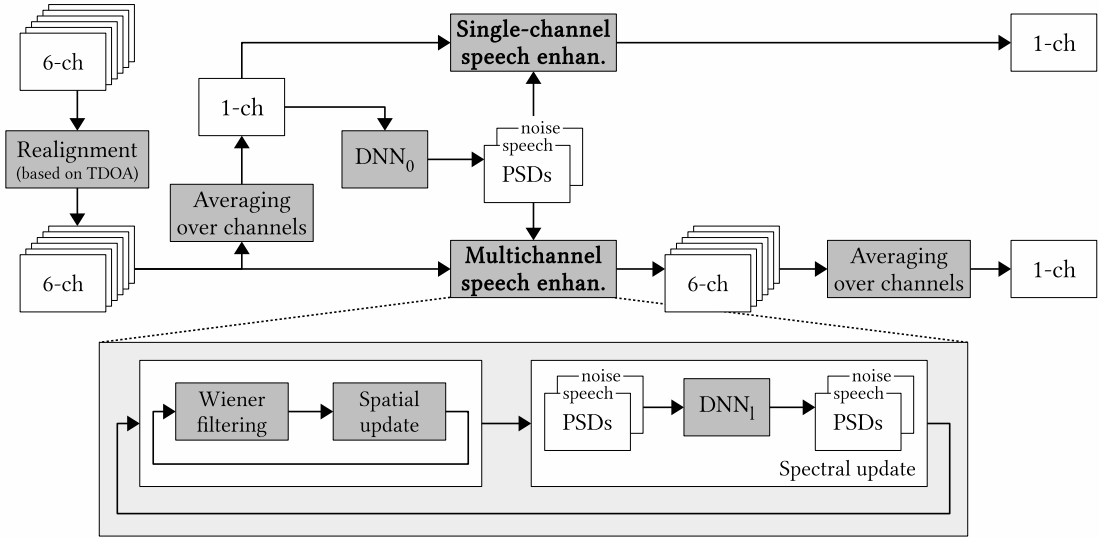 6-ch
Single-channel
speech enhan.
1-ch
1-ch
Realignment
(based on TDOA)
DNN0
noise
speech
PSDs
Averaging
over channels
6-ch
Multichannel
speech enhan.
6-ch
Averaging
over channels
1-ch
Wiener
filtering
Spatial
update
noise
speech
PSDs
DNNl
noise
speech
PSDs
Spectral update